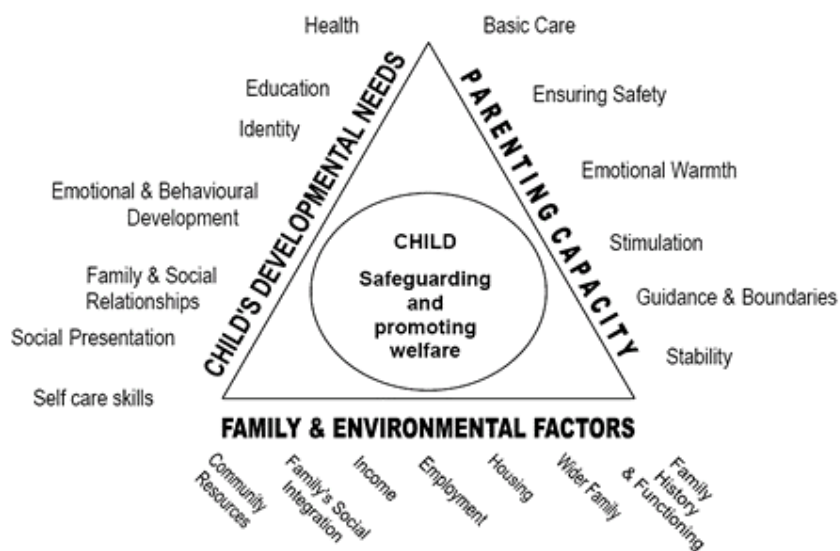 Health
Education
Identity
Emotional & Behavioural
Development
Family & Social
Relationships
Social Presentation
Self care skills
CHILD'S DEVELOPMENTAL NEEDS
Basic Care
Ensuring Safety
Emotional Warmth
Stimulation
Guidance & Boundaries
Stability
PARENTING CAPACITY
CHILD
Safeguarding
and
promoting
welfare
FAMILY & ENVIRONMENTAL FACTORS
Community
Resources
Family's Social
Integration
Income
Employment
Housing
Wider Family
Family
History
& Functioning